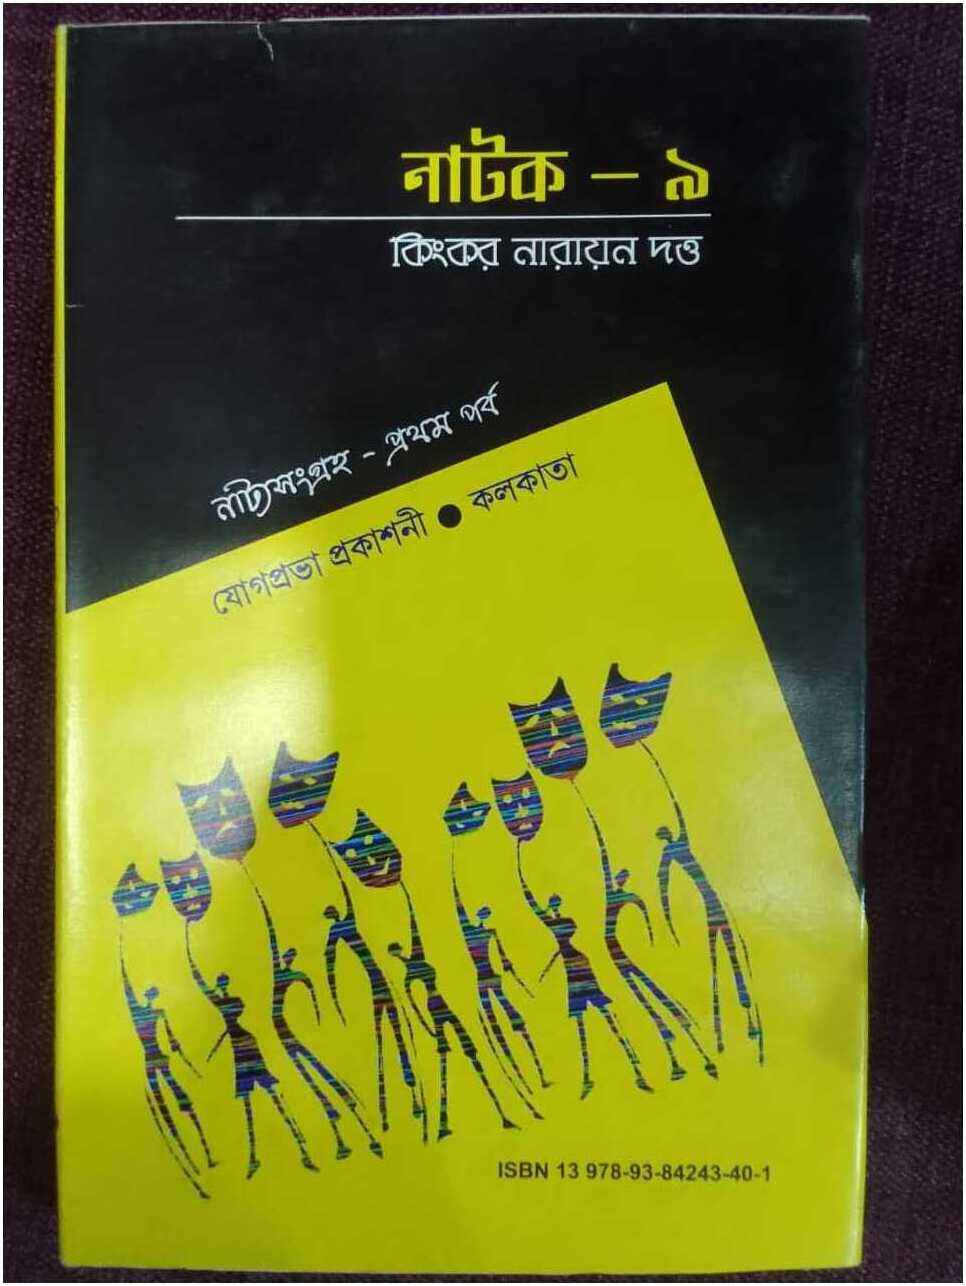 নাটক – ৯
কিংকর নারায়ন দত্ত
নাট্যসংগ্রহ - প্রথম পর্ব
যোগপ্রভা প্রকাশনী ● কলকাতা
ISBN 13 978-93-84243-40-1